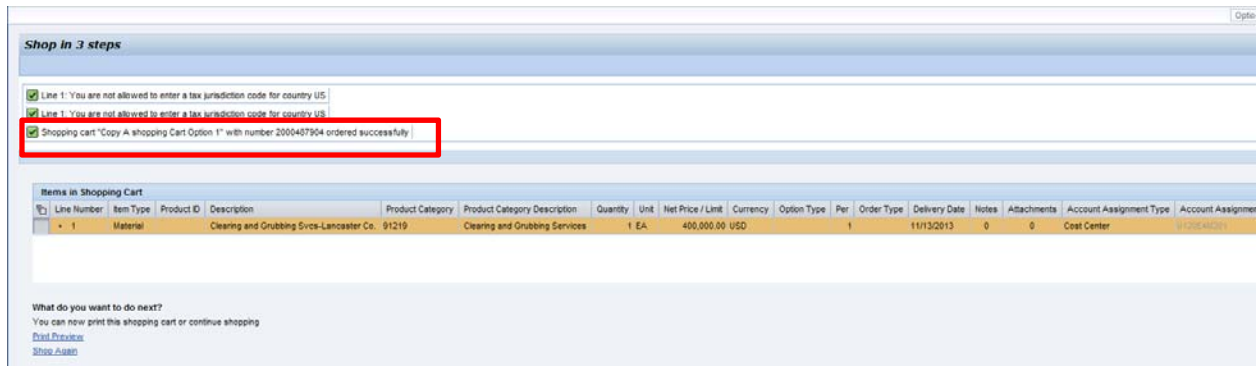 Optio
Shop in 3 steps
Line 1: You are not allowed to enter a tax jurisdiction code for country US
Line 1: You are not allowed to enter a tax jurisdiction code for country US
Shopping cart "Copy A shopping Cart Option 1" with number 2000487904 ordered successfully
Items in Shopping Cart
Line Number Item Type Product ID Description Product Category Product Category Description Quantity Unit Net Price / Limit Currency Option Type Per Order Type Delivery Date Notes Attachments Account Assignment Type Account Assignmen
1 Material Clearing and Grubbing Svcs-Lancaster Co. 91219 Clearing and Grubbing Services 1 EA 400,000.00 USD 1 11/13/2013 0 0 Cost Center
What do you want to do next?
You can now print this shopping cart or continue shopping
Print Preview
Shop Again